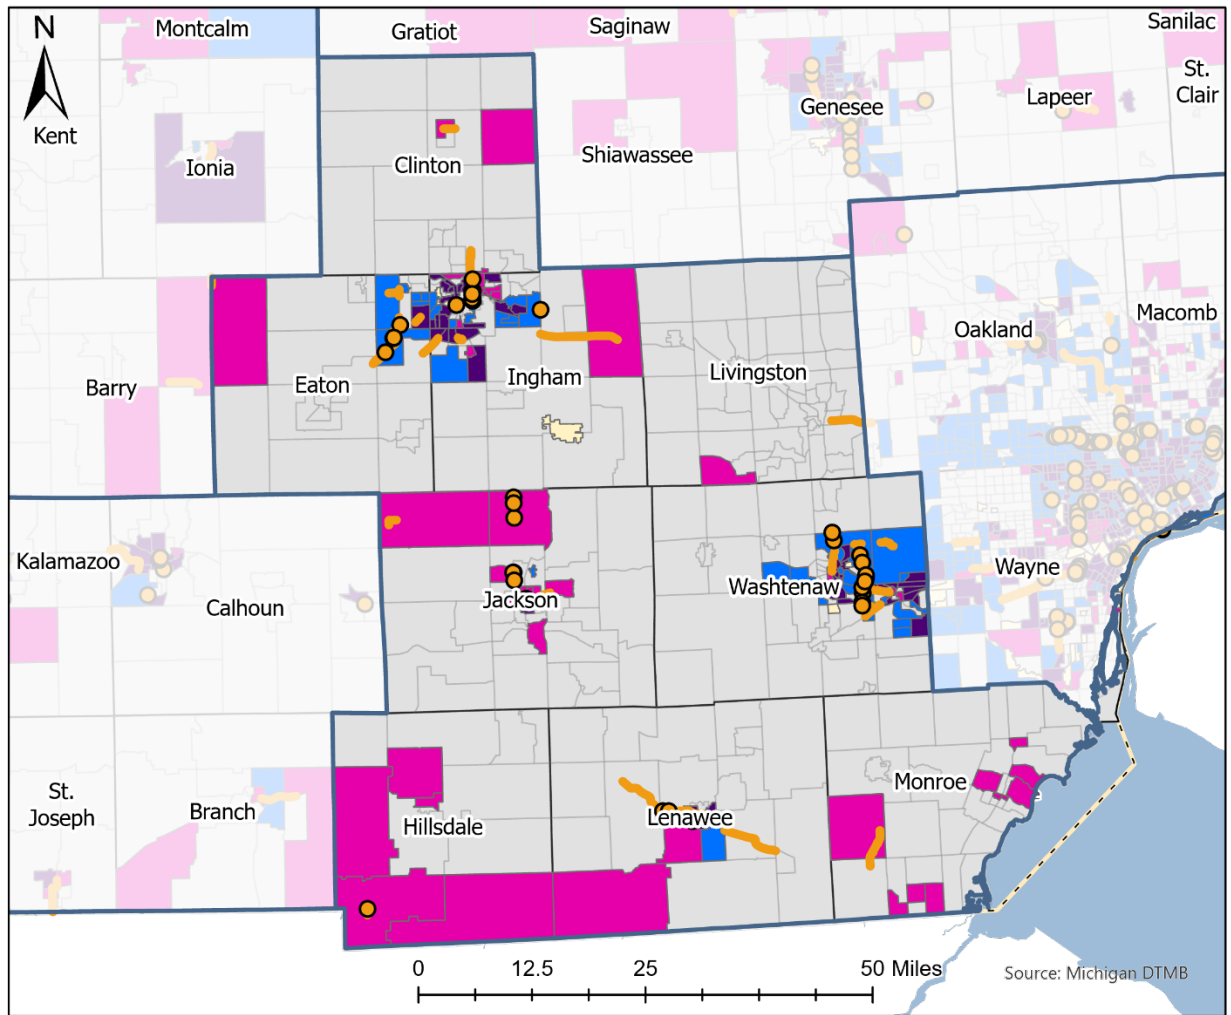 N
Montcalm
Gratiot
Saginaw
Sanilac
St.
Clair
Kent
Ionia
Clinton
Shiawassee
Genesee
Lapeer
Barry
Eaton
Ingham
Livingston
Oakland
Macomb
Kalamazoo
Calhoun
Jackson
Washtenaw
Wayne
St.
Joseph
Branch
Hillsdale
Lenawee
Monroe
0 12.5 25 50 Miles
Source: Michigan DTMB